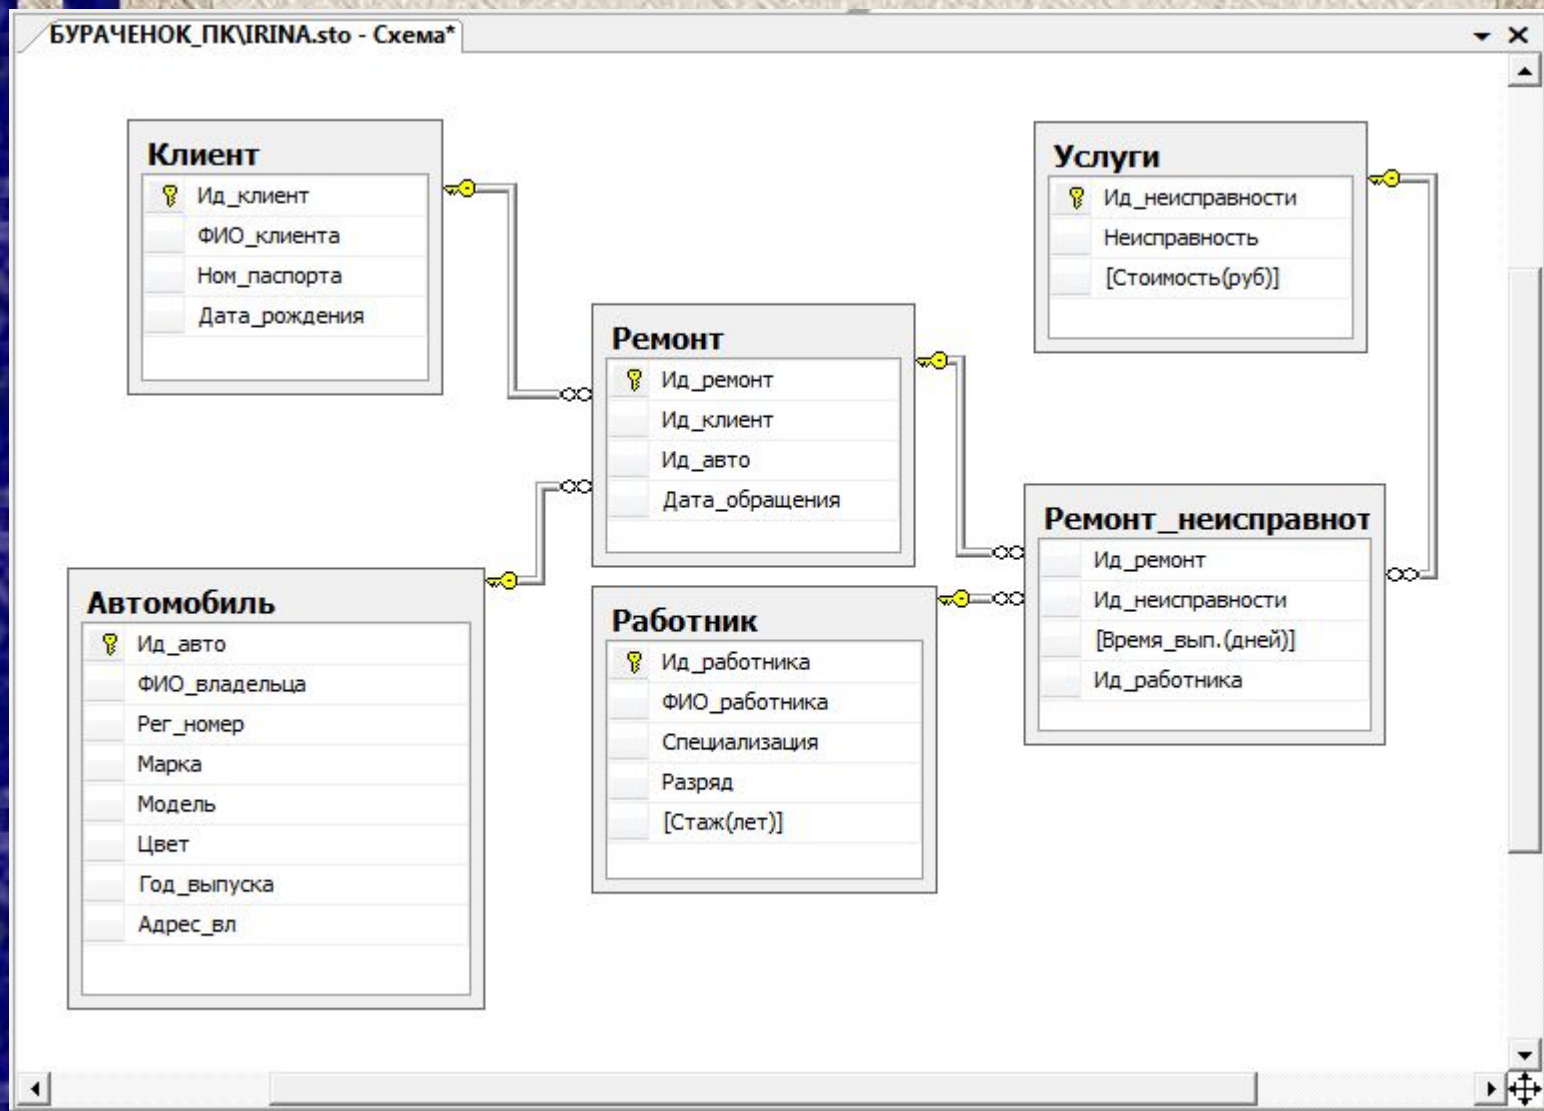 БУРАЧЕНОК_ПК\IRINA.sto - Схема*
Клиент
Ид_клиент
ФИО_клиента
Ном_паспорта
Дата_рождения
Услуги
Ид_неисправности
Неисправность
[Стоимость(руб)]
Ремонт
Ид_ремонт
Ид_клиент
Ид_авто
Дата_обращения
Ремонт_неисправнот
Ид_ремонт
Ид_неисправности
[Время_вып.(дней)]
Ид_работника
Автомобиль
Ид_авто
ФИО_владельца
Рег_номер
Марка
Модель
Цвет
Год_выпуска
Адрес_вл
Работник
Ид_работника
ФИО_работника
Специализация
Разряд
[Стаж(лет)]